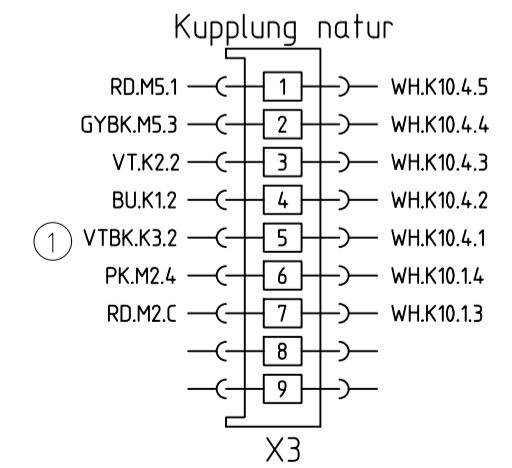 Kupplung natur
RD.M5.1 1 WH.K10.4.5
GYBK.M5.3 2 WH.K10.4.4
VT.K2.2 3 WH.K10.4.3
BU.K1.2 4 WH.K10.4.2
1 VTBK.K3.2 5 WH.K10.4.1
PK.M2.4 6 WH.K10.1.4
RD.M2.C 7 WH.K10.1.3
8
9
X3